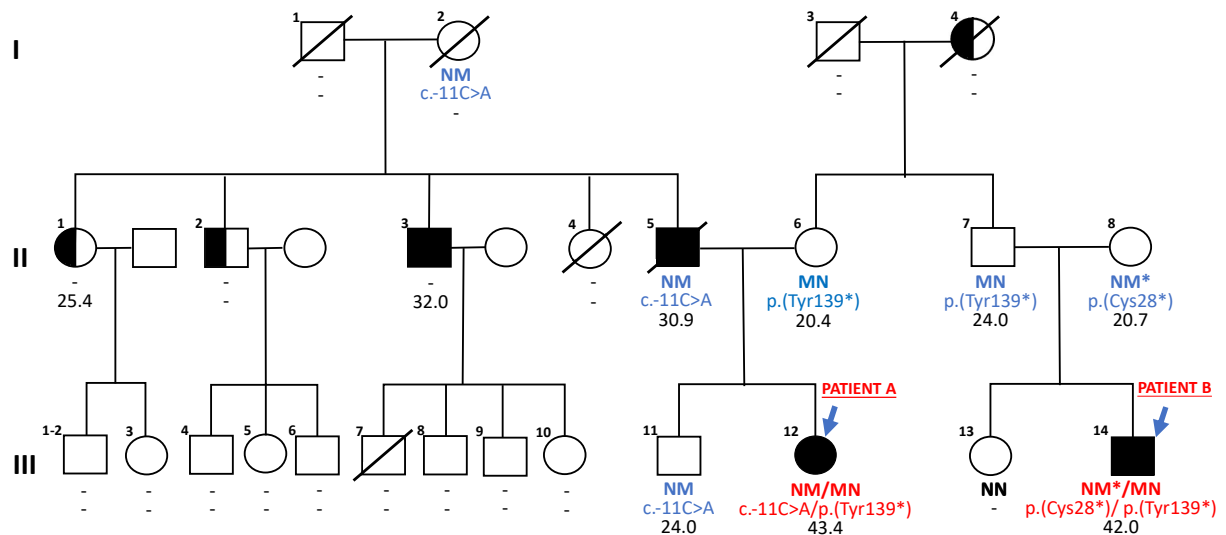 I
1
2
3
4
-
-
NM
c.-11C>A
-
-
-
-
-
II
1
2
3
4
5
6
7
8
-
25.4
-
-
-
32.0
-
-
NM
c.-11C>A
30.9
MN
p.(Tyr139*)
20.4
MN
p.(Tyr139*)
24.0
NM*
p.(Cys28*)
20.7
PATIENT A
PATIENT B
III
1-2
3
4
5
6
7
8
9
10
11
12
13
14
- - - - - - - - -
- - - - - - - - -
NM
c.-11C>A
24.0
NM/MN
c.-11C>A/p.(Tyr139*)
43.4
NN
-
NM*/MN
p.(Cys28*)/ p.(Tyr139*)
42.0